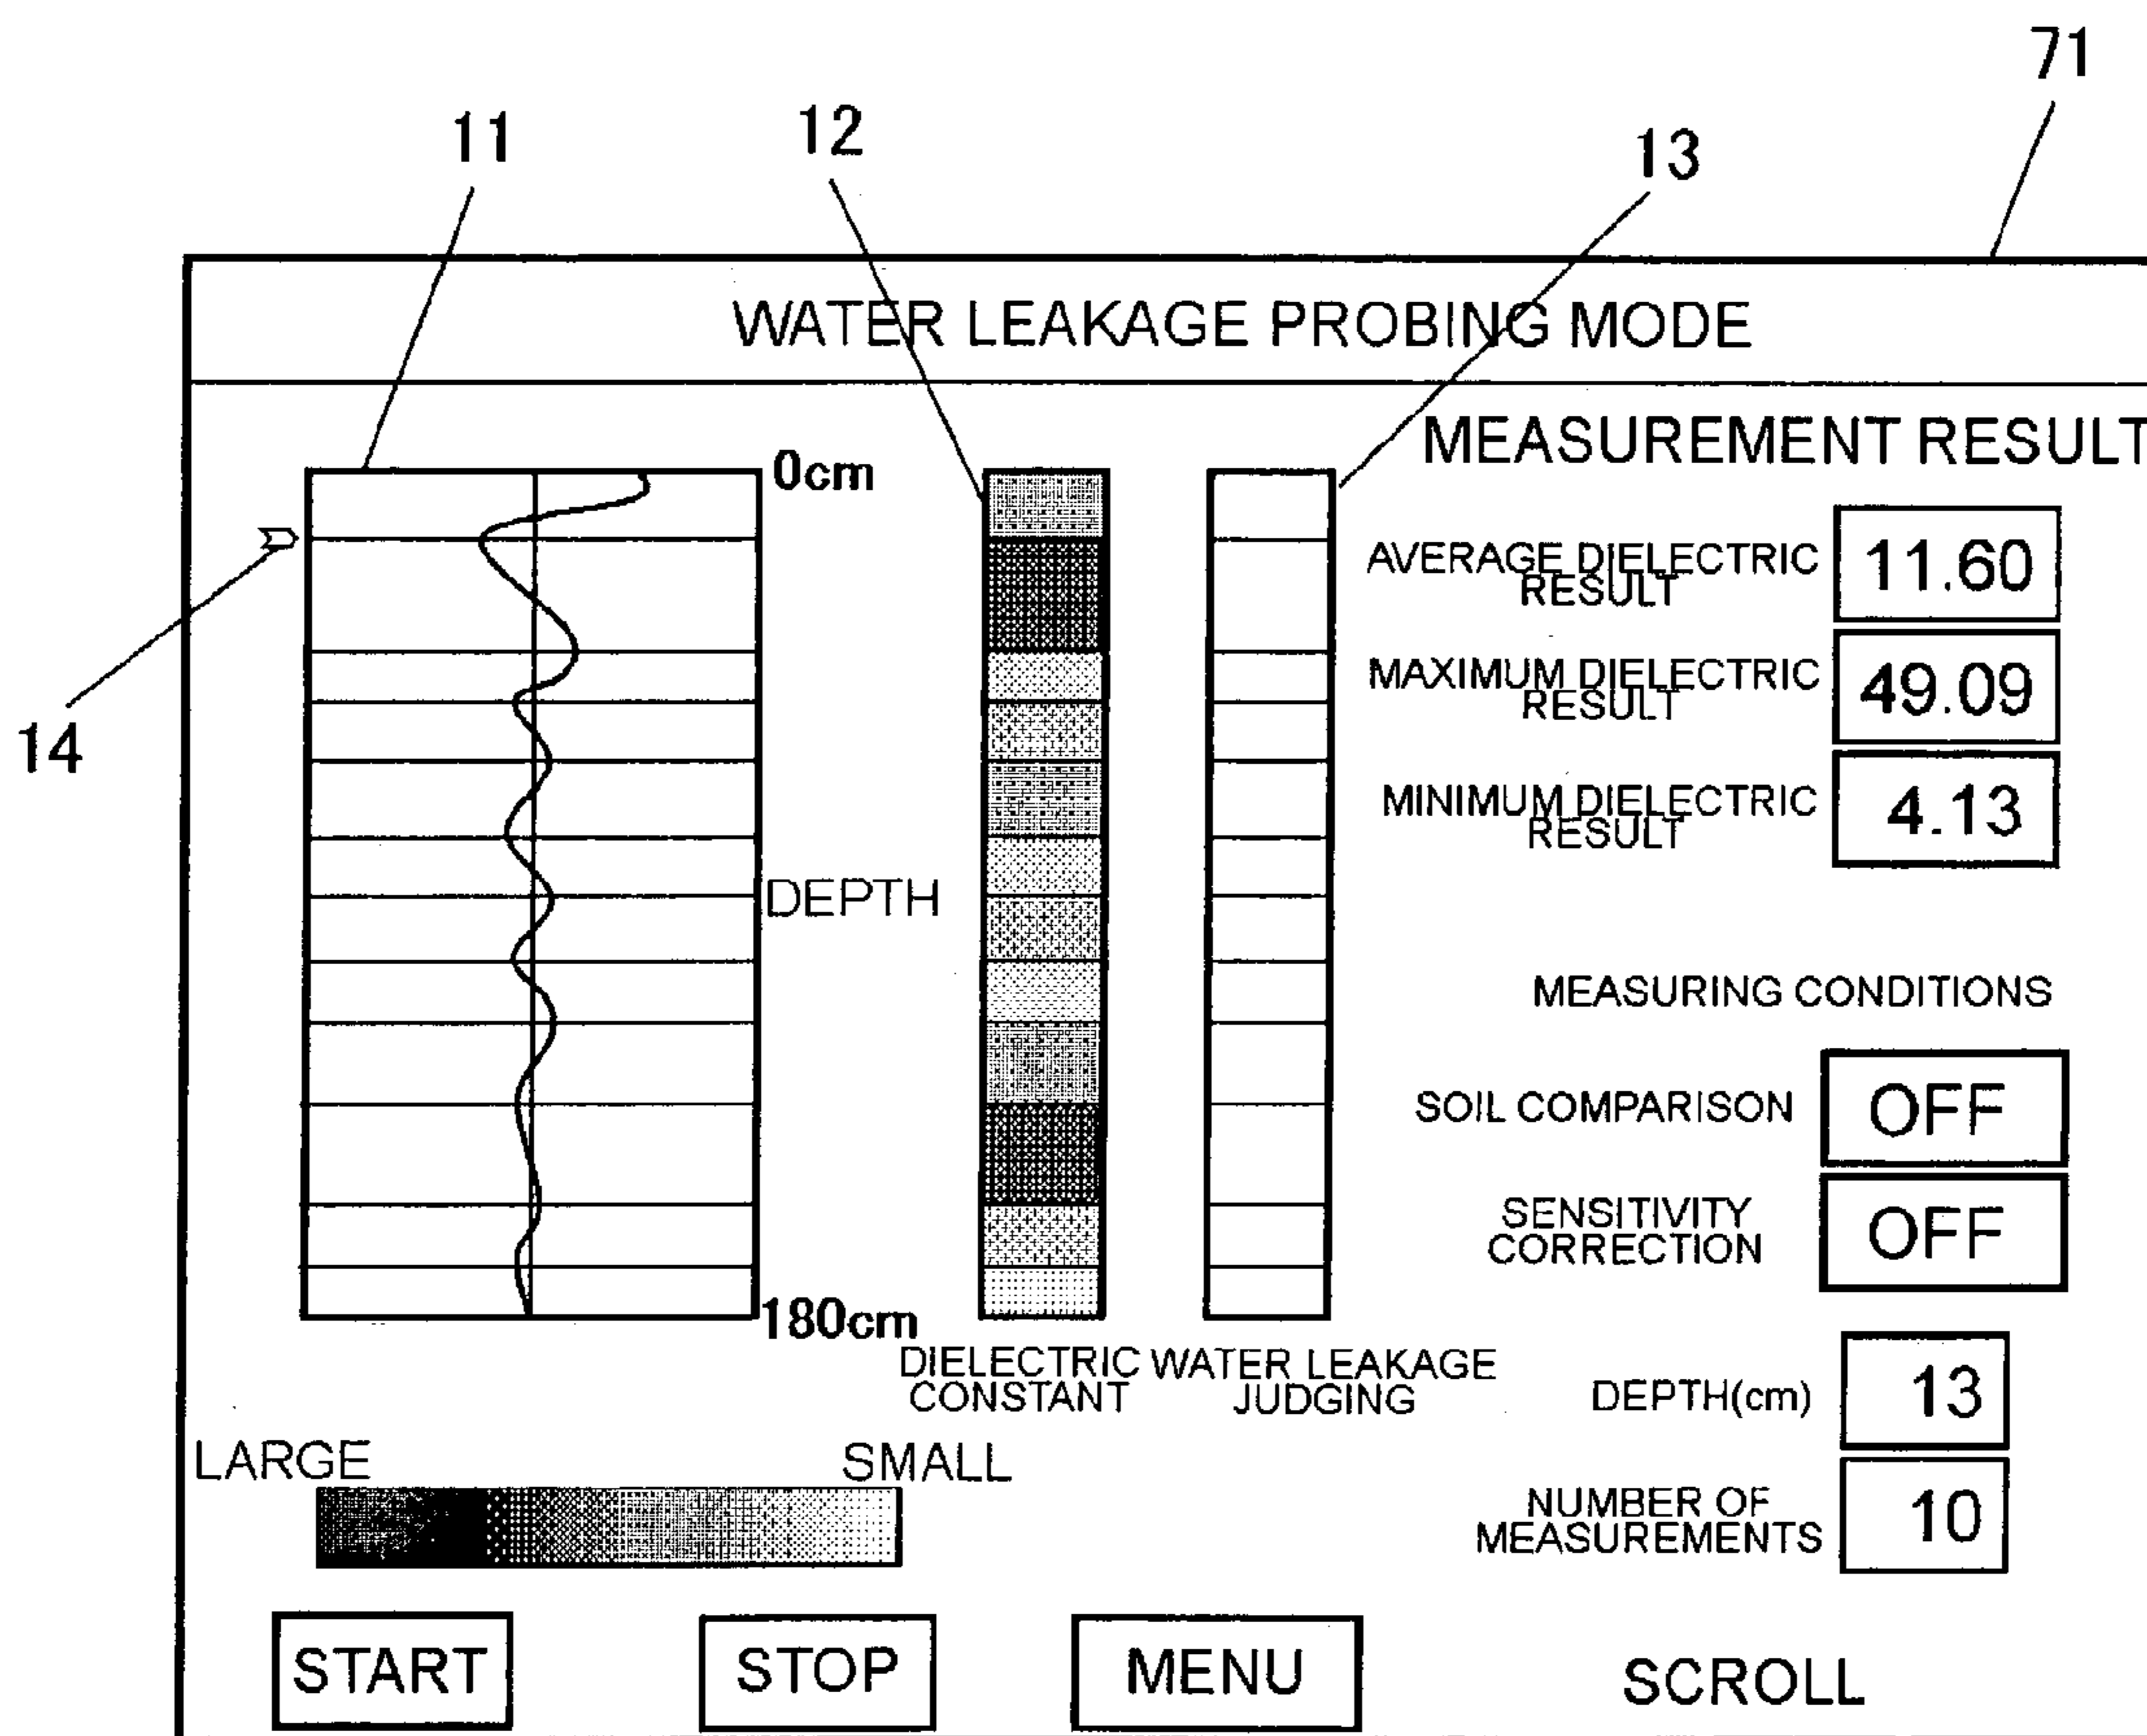 71
11
12
13
WATER LEAKAGE PROBING MODE
MEASUREMENT RESULT
0cm
AVERAGE DIELECTRIC
RESULT
11.60
MAXIMUM DIELECTRIC
RESULT
49.09
14
MINIMUM DIELECTRIC
RESULT
4.13
DEPTH
MEASURING CONDITIONS
SOIL COMPARISON
OFF
SENSITIVITY
CORRECTION
OFF
180cm
DIELECTRIC
CONSTANT
WATER LEAKAGE
JUDGING
DEPTH(cm)
13
LARGE
SMALL
NUMBER OF
MEASUREMENTS
10
START
STOP
MENU
SCROLL